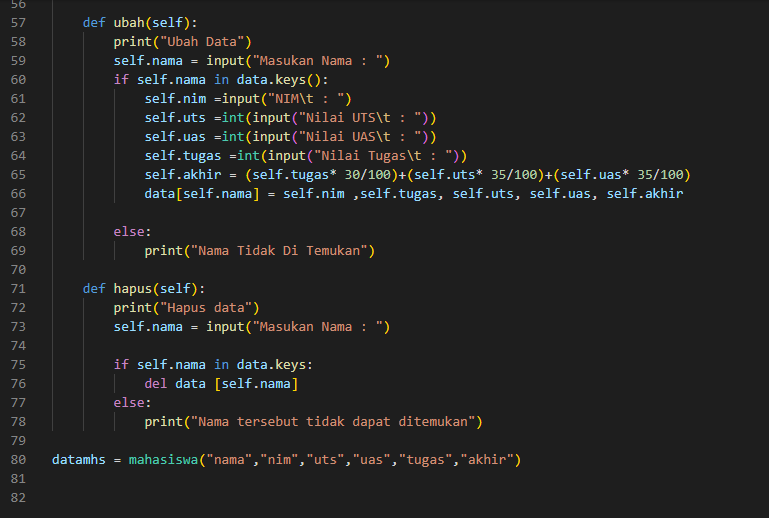 56
57 def ubah(self):
58 print("Ubah Data")
59 self.nama = input("Masukan Nama : ")
60 if self.nama in data.keys():
61 self.nim =input("NIM\t : ")
62 self.uts =int(input("Nilai UTS\t : "))
63 self.uas =int(input("Nilai UAS\t : "))
64 self.tugas =int(input("Nilai Tugas\t : "))
65 self.akhir = (self.tugas* 30/100)+(self.uts* 35/100)+(self.uas* 35/100)
66 data[self.nama] = self.nim ,self.tugas, self.uts, self.uas, self.akhir
67
68 else:
69 print("Nama Tidak Di Temukan")
70
71 def hapus(self):
72 print("Hapus data")
73 self.nama = input("Masukan Nama : ")
74
75 if self.nama in data.keys:
76 del data [self.nama]
77 else:
78 print("Nama tersebut tidak dapat ditemukan")
79
80 datamhs = mahasiswa("nama","nim","uts","uas","tugas","akhir")
81
82